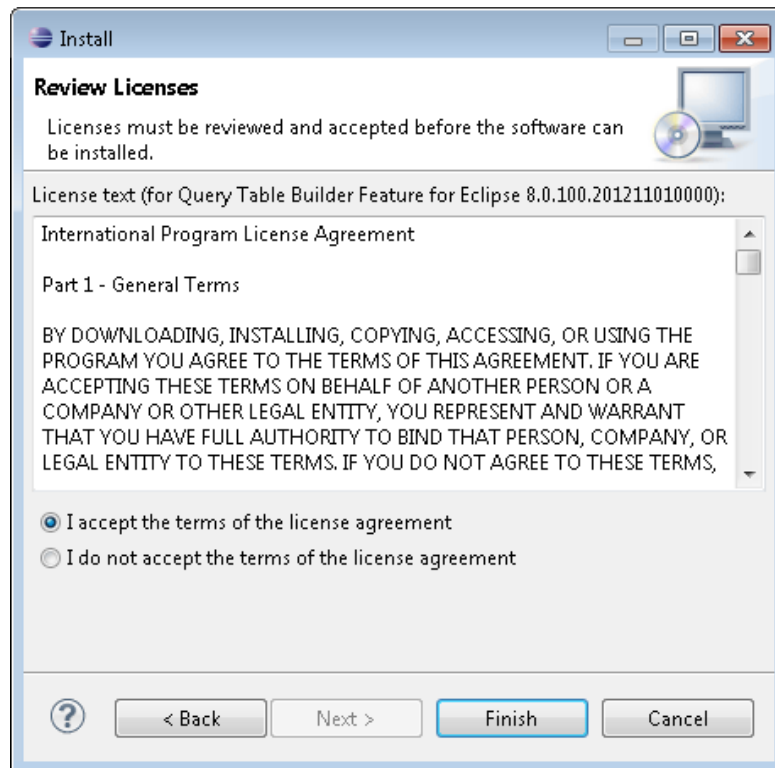 Install
Review Licenses
Licenses must be reviewed and accepted before the software can
be installed.
License text (for Query Table Builder Feature for Eclipse 8.0.100.201211010000):
International Program License Agreement
Part 1 - General Terms
BY DOWNLOADING, INSTALLING, COPYING, ACCESSING, OR USING THE
PROGRAM YOU AGREE TO THE TERMS OF THIS AGREEMENT. IF YOU ARE
ACCEPTING THESE TERMS ON BEHALF OF ANOTHER PERSON OR A
COMPANY OR OTHER LEGAL ENTITY, YOU REPRESENT AND WARRANT
THAT YOU HAVE FULL AUTHORITY TO BIND THAT PERSON, COMPANY, OR
LEGAL ENTITY TO THESE TERMS. IF YOU DO NOT AGREE TO THESE TERMS,
I accept the terms of the license agreement
I do not accept the terms of the license agreement
? < Back Next > Finish Cancel